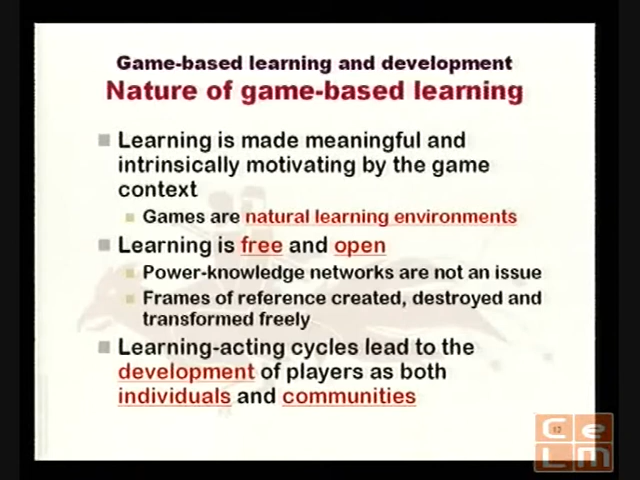 Game-based learning and development
Nature of game-based learning
Learning is made meaningful and
intrinsically motivating by the game
context
Games are natural learning environments
Learning is free and open
Power-knowledge networks are not an issue
Frames of reference created, destroyed and
transformed freely
Learning-acting cycles lead to the
development of players as both
individuals and communities
12
CeLM